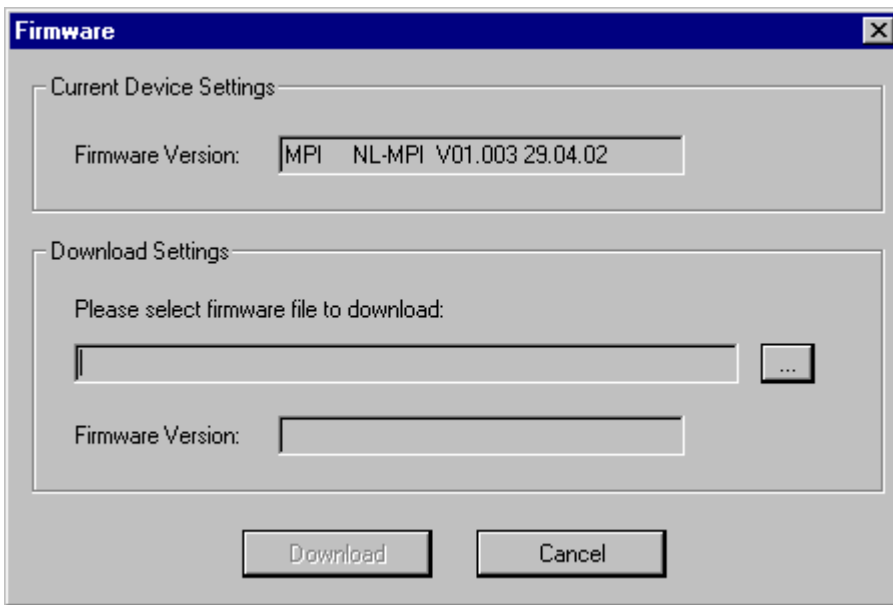 Firmware
Current Device Settings
Firmware Version: MPI NL-MPI V01.003 29.04.02
Download Settings
Please select firmware file to download:
...
Firmware Version:
Download Cancel